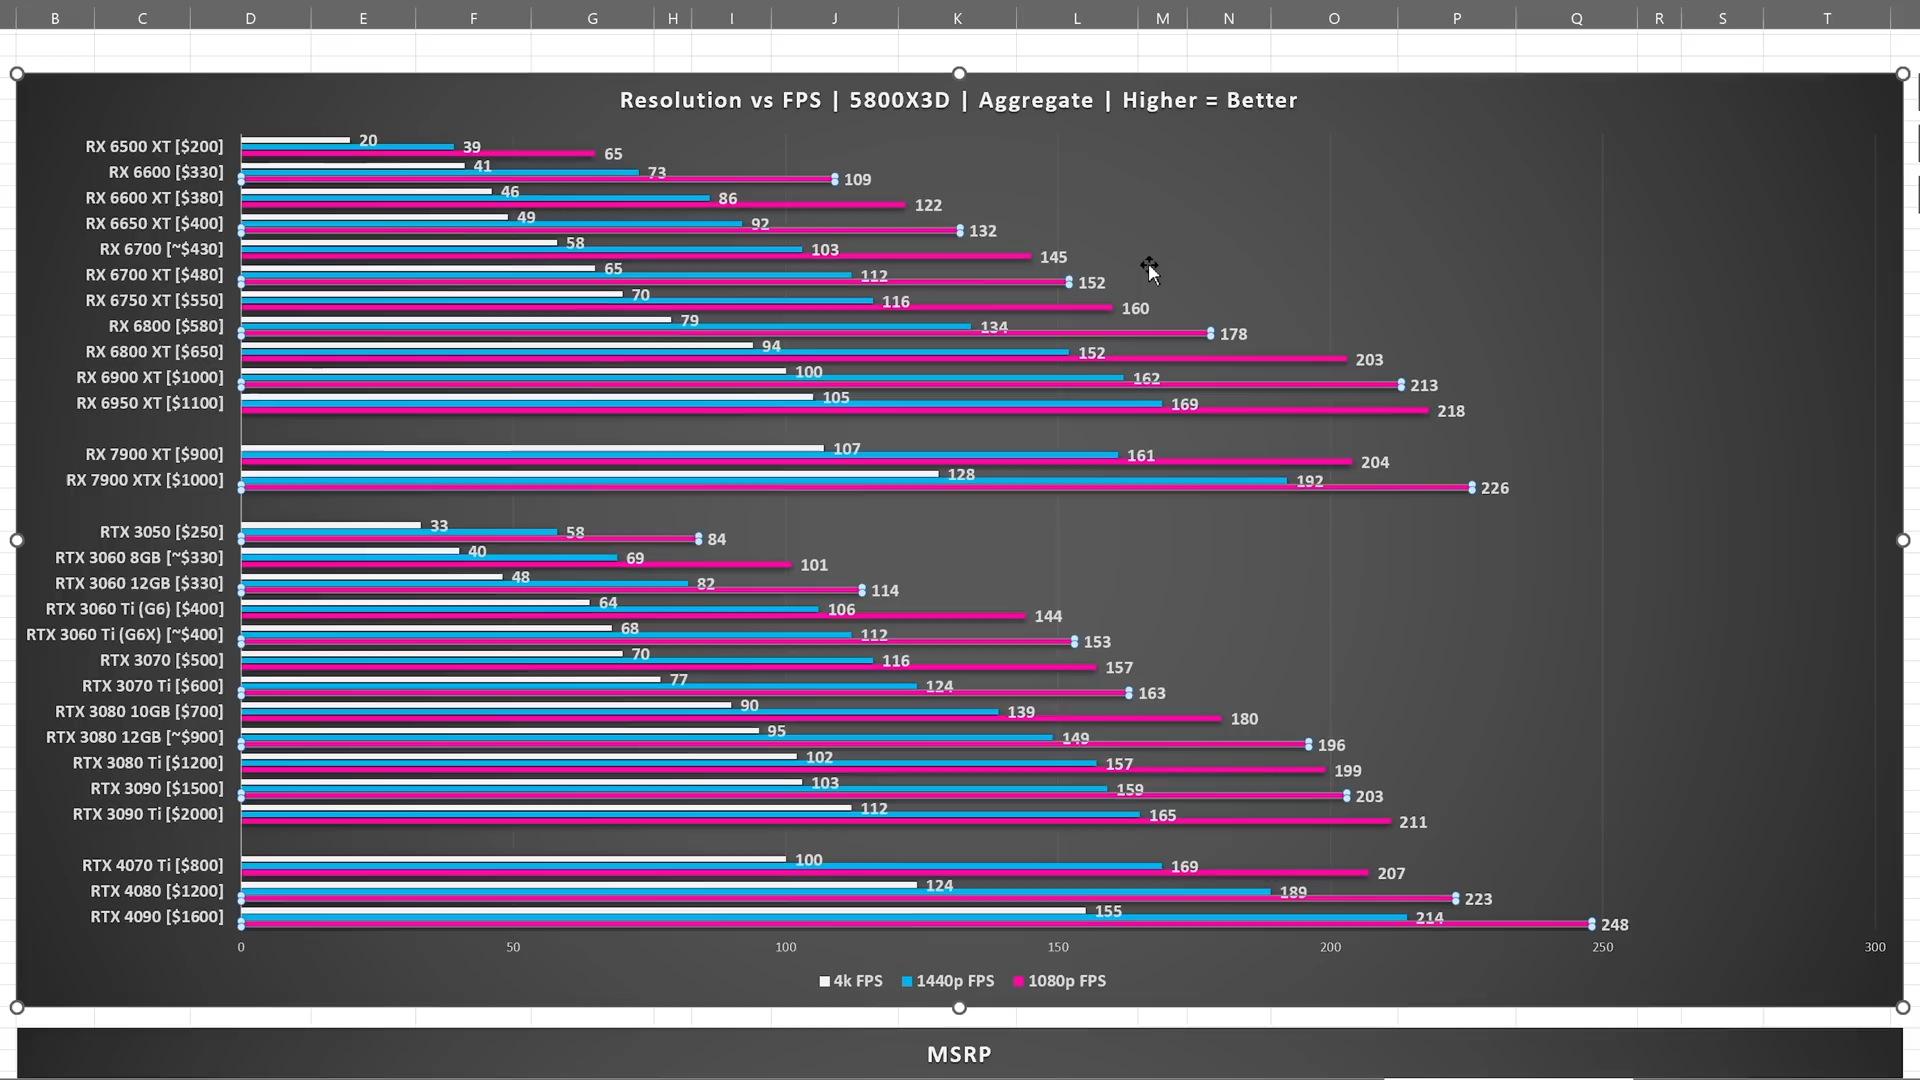 B C D E F G H I J K L M N O P Q R S T
Resolution vs FPS | 5800X3D | Aggregate | Higher = Better
RX 6500 XT [$200] 20 39 65
RX 6600 [$330] 41 73 109
RX 6600 XT [$380] 46 86 122
RX 6650 XT [$400] 49 92 132
RX 6700 [~$430] 58 103 145
RX 6700 XT [$480] 65 112 152
RX 6750 XT [$550] 70 116 160
RX 6800 [$580] 79 134 178
RX 6800 XT [$650] 94 152 203
RX 6900 XT [$1000] 100 162 213
RX 6950 XT [$1100] 105 169 218
RX 7900 XT [$900] 107 161 204
RX 7900 XTX [$1000] 128 192 226
RTX 3050 [$250] 33 58 84
RTX 3060 8GB [~$330] 40 69 101
RTX 3060 12GB [$330] 48 82 114
RTX 3060 Ti (G6) [$400] 64 106 144
RTX 3060 Ti (G6X) [~$400] 68 112 153
RTX 3070 [$500] 70 116 157
RTX 3070 Ti [$600] 77 124 163
RTX 3080 10GB [$700] 90 139 180
RTX 3080 12GB [~$900] 95 149 196
RTX 3080 Ti [$1200] 102 157 199
RTX 3090 [$1500] 103 159 203
RTX 3090 Ti [$2000] 112 165 211
RTX 4070 Ti [$800] 100 169 207
RTX 4080 [$1200] 124 189 223
RTX 4090 [$1600] 155 214 248
0 50 100 150 200 250 300
4k FPS 1440p FPS 1080p FPS
MSRP